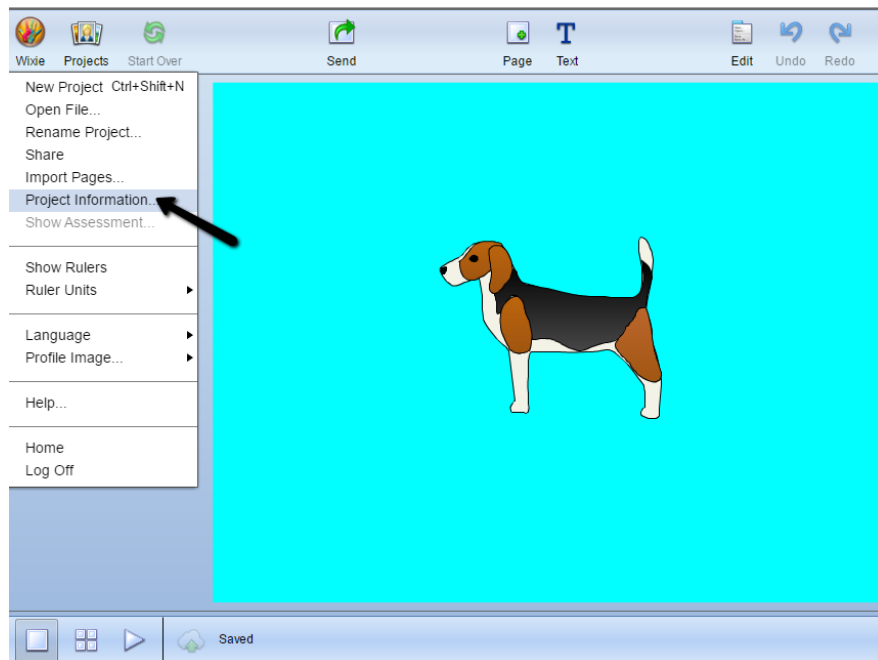 Wixie Projects Start Over Send Page Text Edit Undo Redo
New Project Ctrl+Shift+N
Open File...
Rename Project...
Share
Import Pages...
Project Information...
Show Assessment...
Show Rulers
Ruler Units
Language
Profile Image...
Help...
Home
Log Off
Saved